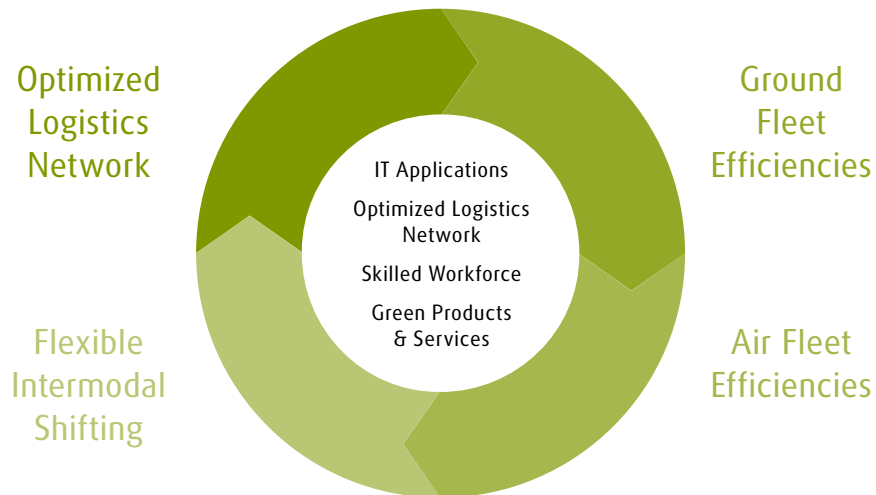 Optimized
Logistics
Network
Ground
Fleet
Efficiencies
IT Applications
Optimized Logistics
Network
Skilled Workforce
Green Products
& Services
Flexible
Intermodal
Shifting
Air Fleet
Efficiencies